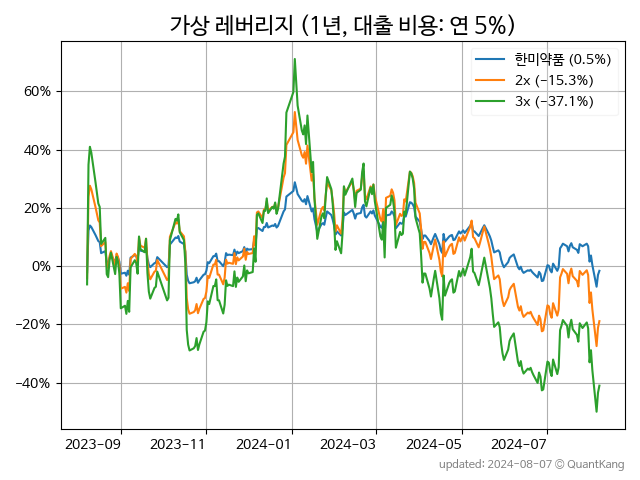 가상 레버리지 (1년, 대출 비용: 연 5%)
한미약품 (0.5%)
2x (−15.3%)
3x (−37.1%)
60%
40%
20%
0%
−20%
−40%
2023-09 2023-11 2024-01 2024-03 2024-05 2024-07
updated: 2024-08-07 © QuantKang